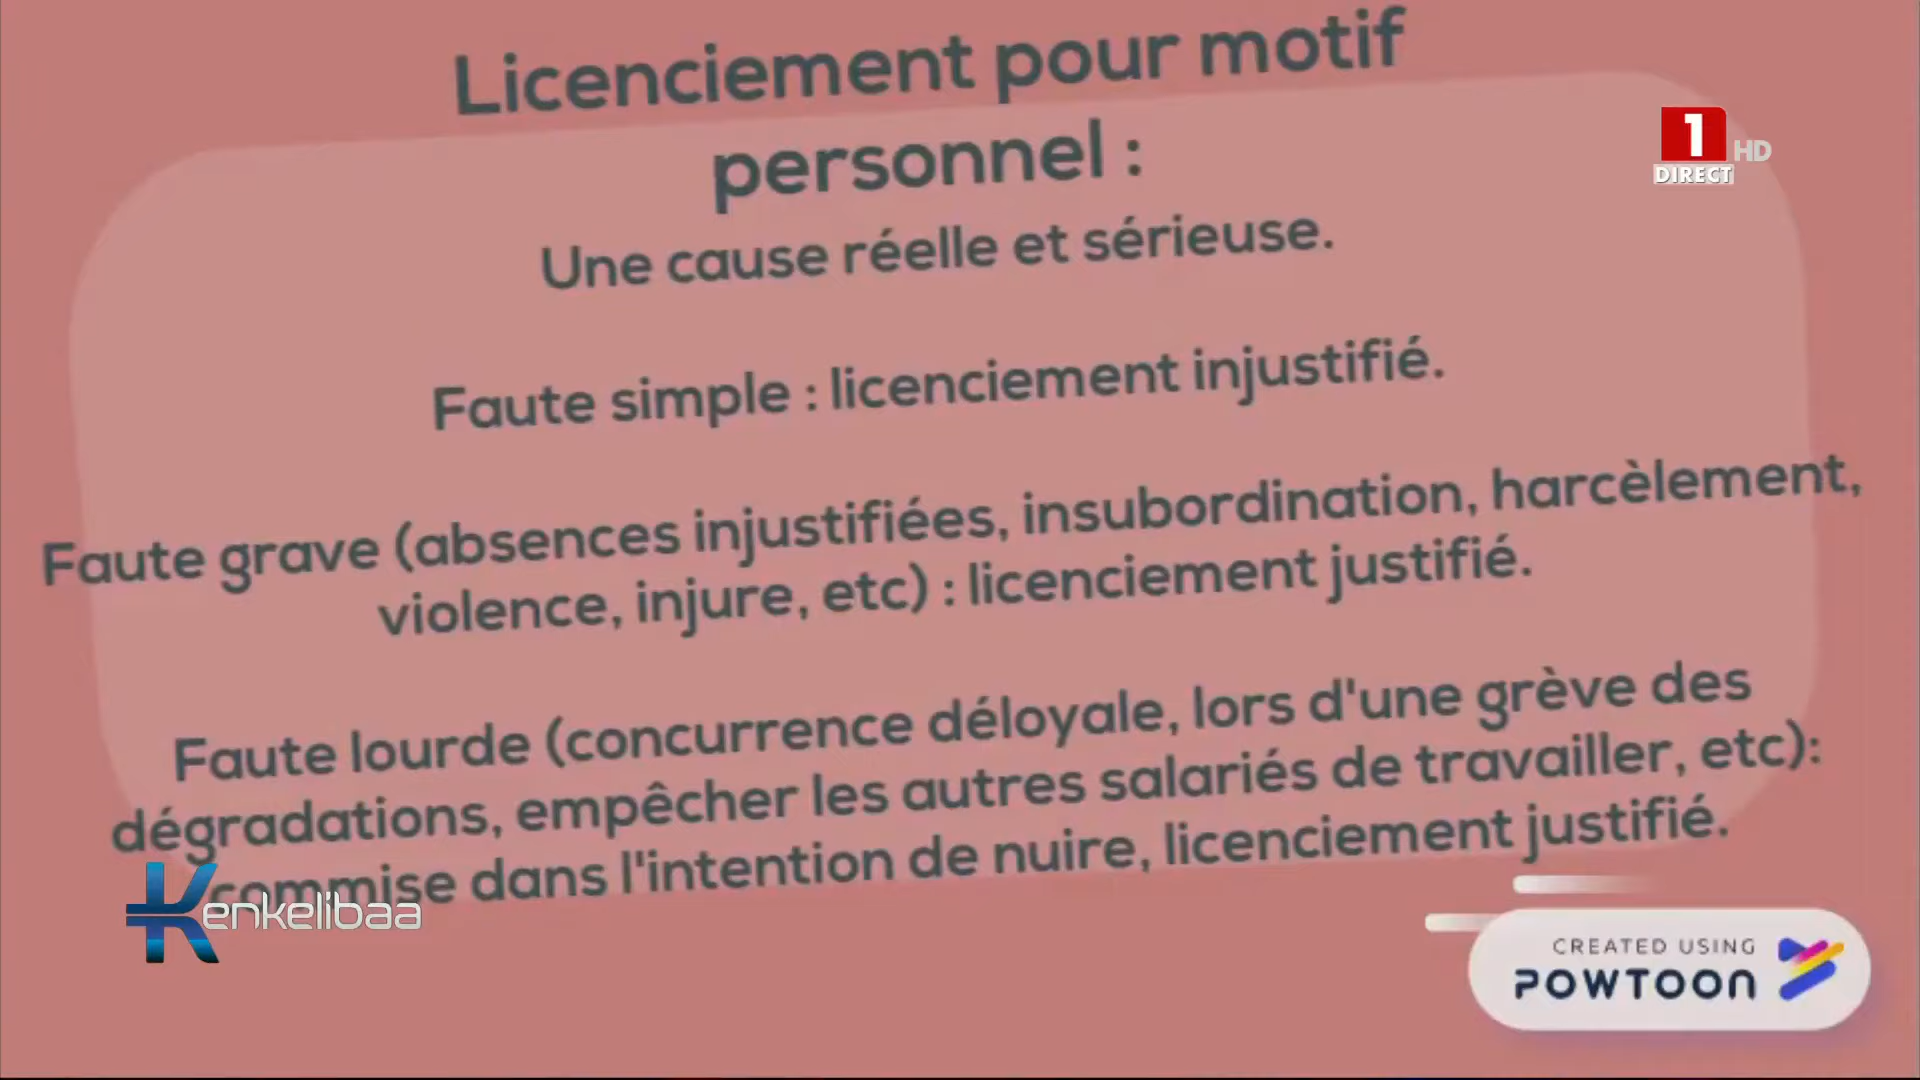 Licenciement pour motif
personnel :
Une cause réelle et sérieuse.
Faute simple : licenciement injustifié.
Faute grave (absences injustifiées, insubordination, harcèlement,
violence, injure, etc) : licenciement justifié.
Faute lourde (concurrence déloyale, lors d'une grève des
dégradations, empêcher les autres salariés de travailler, etc):
commise dans l'intention de nuire, licenciement justifié.
1 HD
DIRECT
Kenkelibaa
CREATED USING
POWTOON